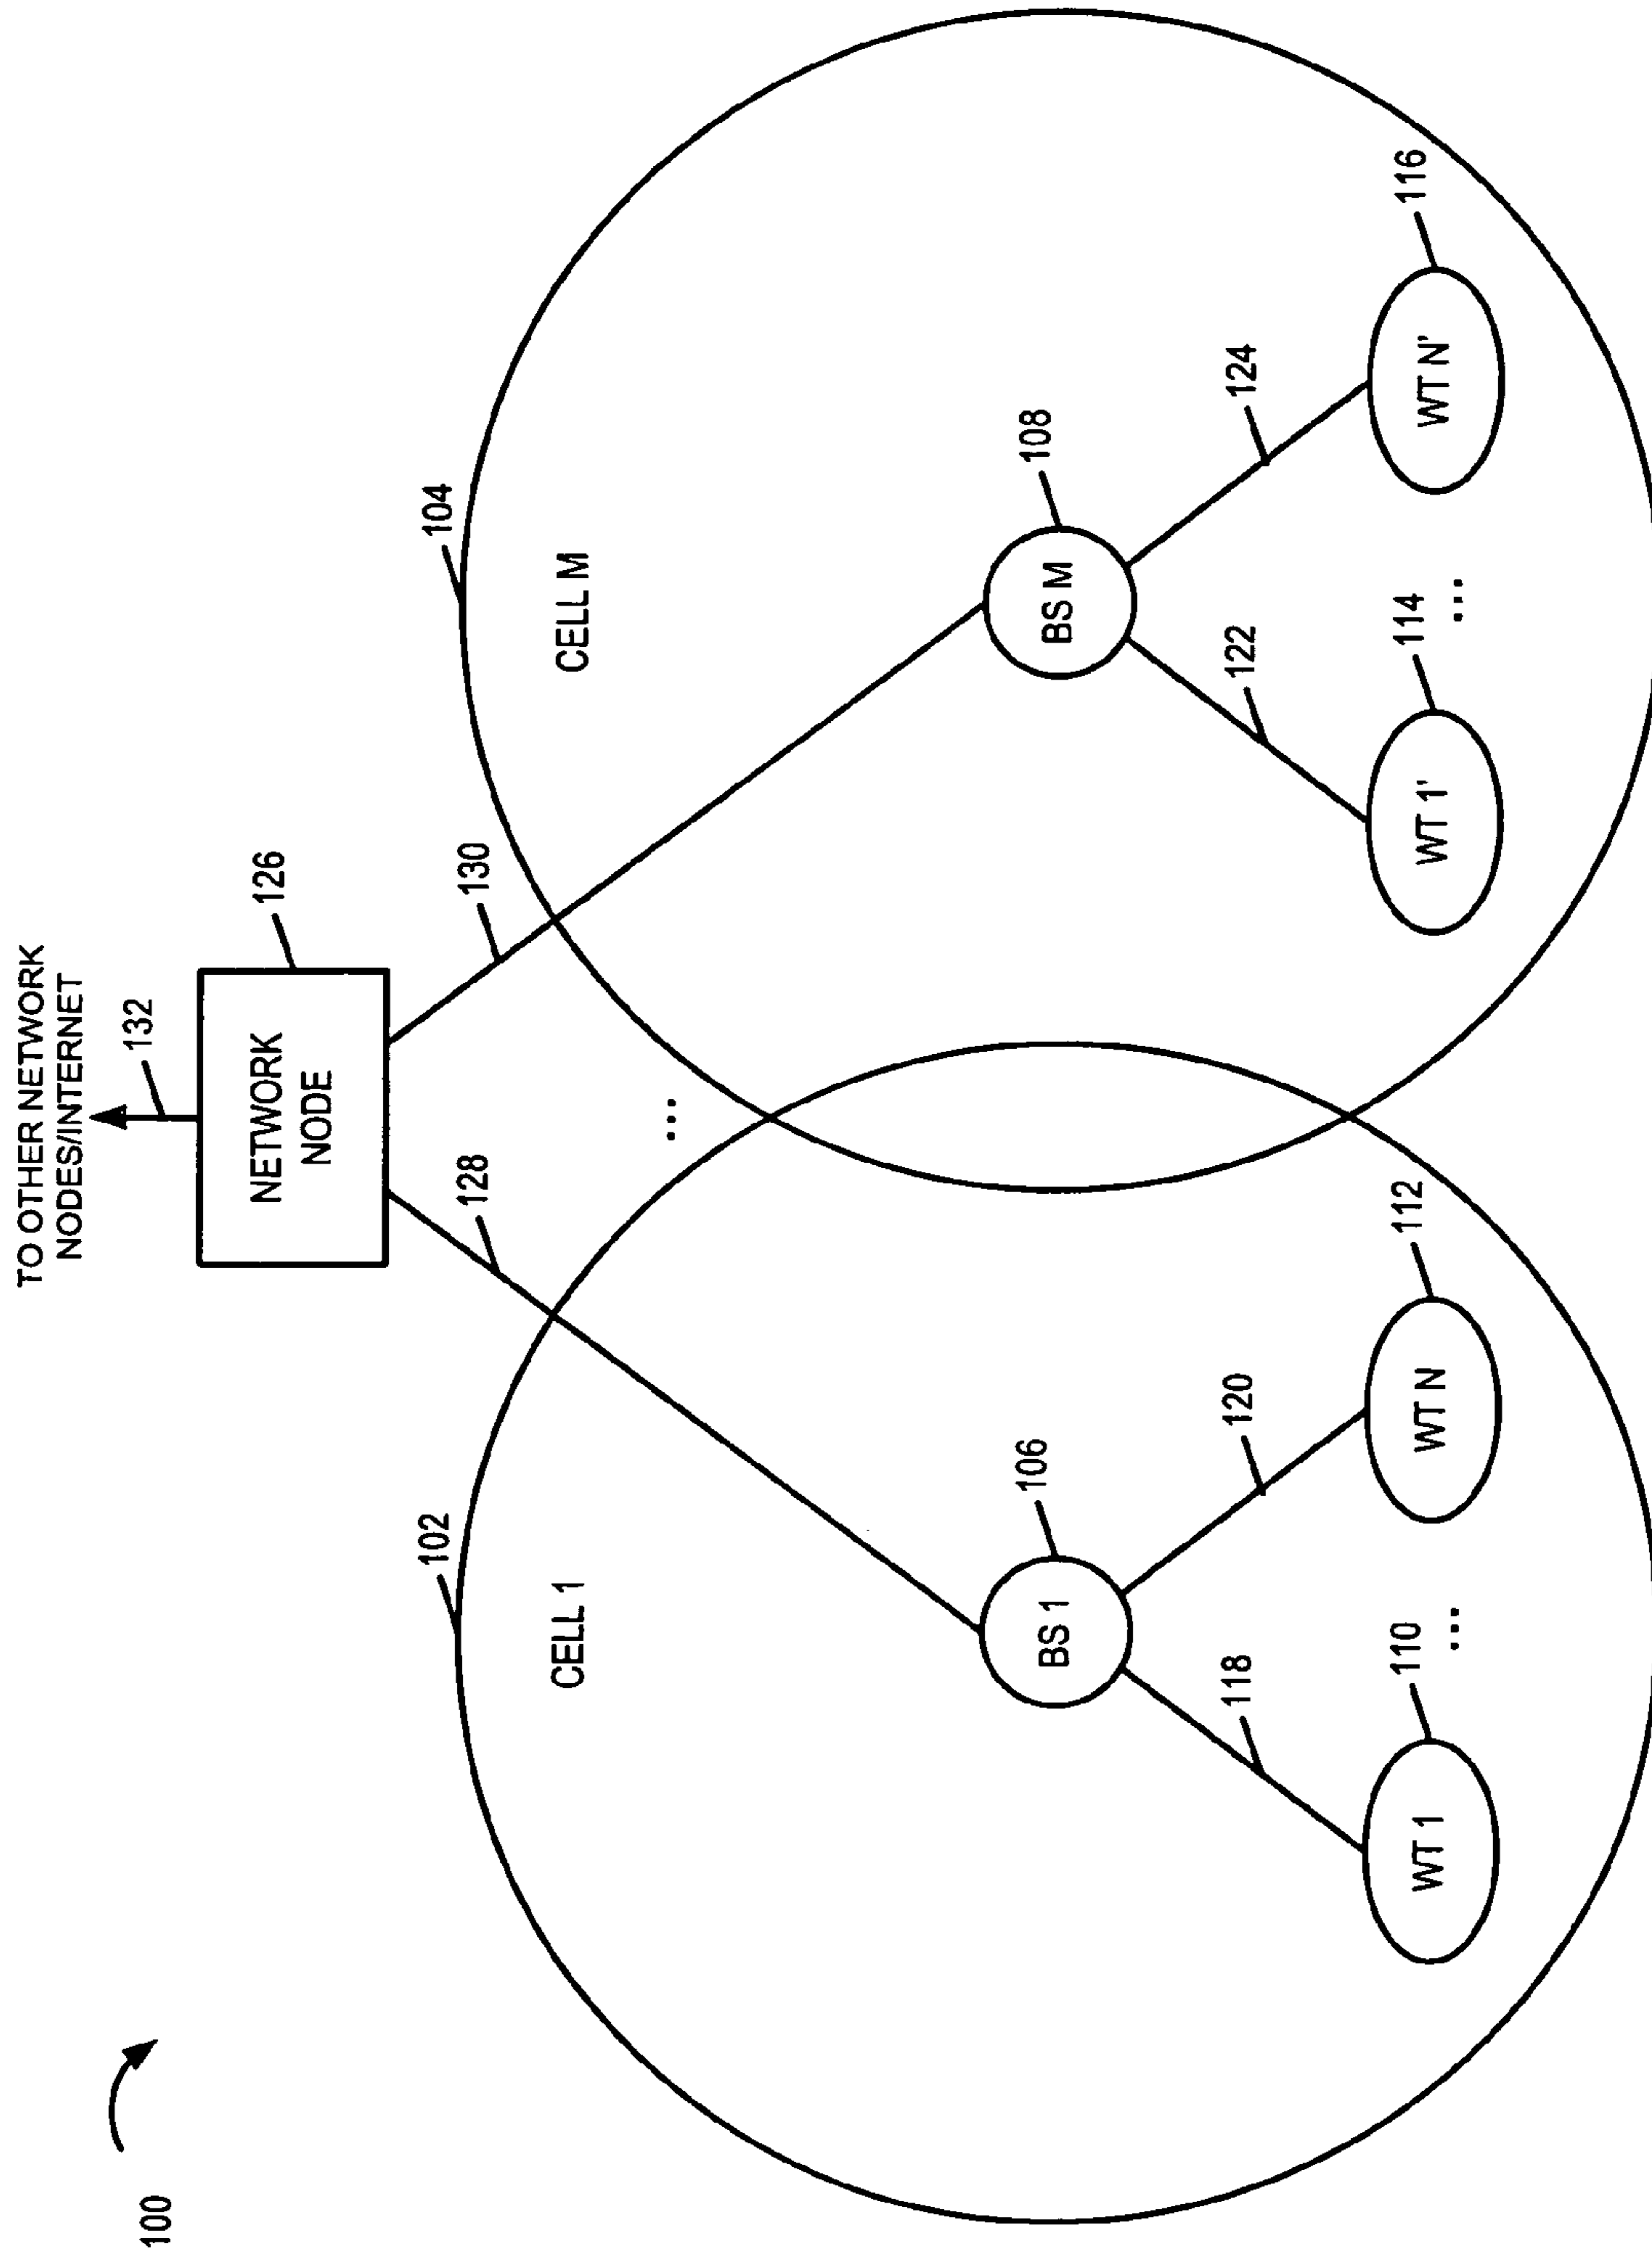 100
TO OTHER NETWORK
NODES/INTERNET
132
NETWORK
NODE
126
128
130
...
102
CELL 1
104
CELL M
BS 1
106
BS M
108
118
120
122
124
WT 1
110
...
WT N
112
WT 1'
114
...
WT N'
116